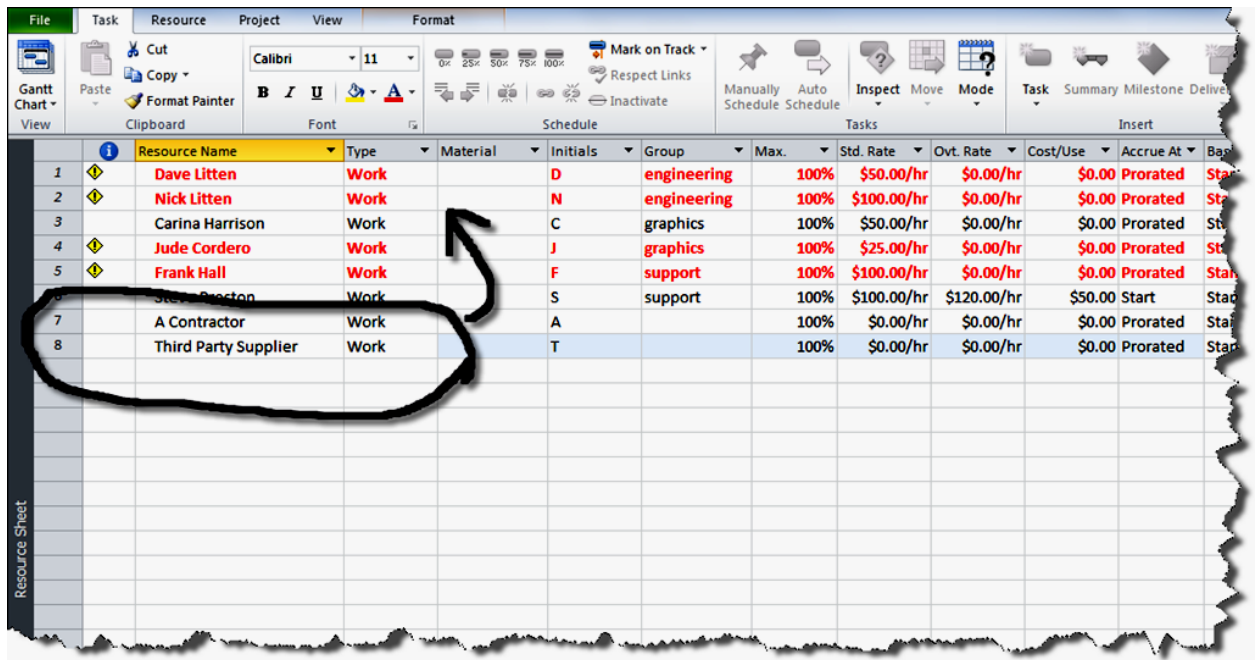 File Task Resource Project View Format
Cut
Copy
Format Painter
Paste
Gantt Chart
Calibri 11
B I U A
0% 25% 50% 75% 100%
Mark on Track
Respect Links
Inactivate
Manually Schedule
Auto Schedule
Inspect Move Mode
Task Summary Milestone
View Clipboard Font Schedule Tasks Insert
Resource Name Type Material Initials Group Max. Std. Rate Ovt. Rate Cost/Use Accrue At
1 Dave Litten Work D engineering 100% $50.00/hr $0.00/hr $0.00 Prorated
2 Nick Litten Work N engineering 100% $100.00/hr $0.00/hr $0.00 Prorated
3 Carina Harrison Work C graphics 100% $50.00/hr $0.00/hr $0.00 Prorated
4 Jude Cordero Work J graphics 100% $25.00/hr $0.00/hr $0.00 Prorated
5 Frank Hall Work F support 100% $100.00/hr $0.00/hr $0.00 Prorated
Work S support 100% $100.00/hr $120.00/hr $50.00 Start
7 A Contractor Work A 100% $0.00/hr $0.00/hr $0.00 Prorated
8 Third Party Supplier Work T 100% $0.00/hr $0.00/hr $0.00 Prorated
Resource Sheet